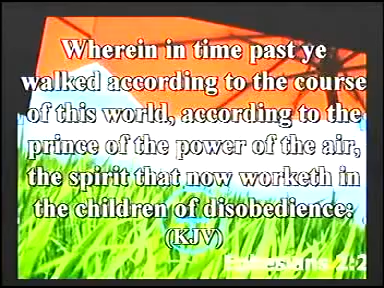 Wherein in time past ye
walked according to the course
of this world, according to the
prince of the power of the air,
the spirit that now worketh in
the children of disobedience:
(KJV)
Ephesians 2:2